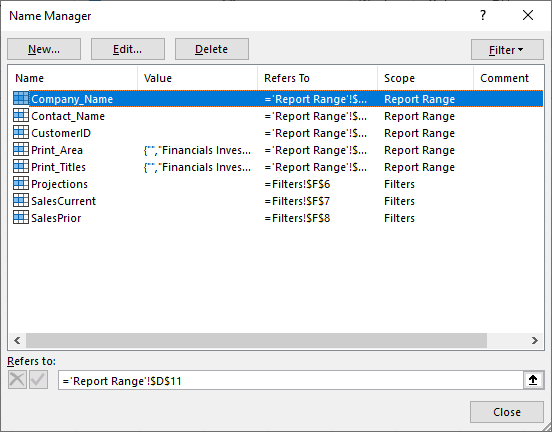 Name Manager ? ×
New... Edit... Delete Filter
Name Value Refers To Scope Comment
Company_Name ='Report Range'!$... Report Range
Contact_Name ='Report Range'!$... Report Range
CustomerID ='Report Range'!$... Report Range
Print_Area {"","Financials Inves... ='Report Range'!$... Report Range
Print_Titles {"","Financials Inves... ='Report Range'!$... Report Range
Projections =Filters!$F$6 Filters
SalesCurrent =Filters!$F$7 Filters
SalesPrior =Filters!$F$8 Filters
Refers to:
='Report Range'!$D$11
Close